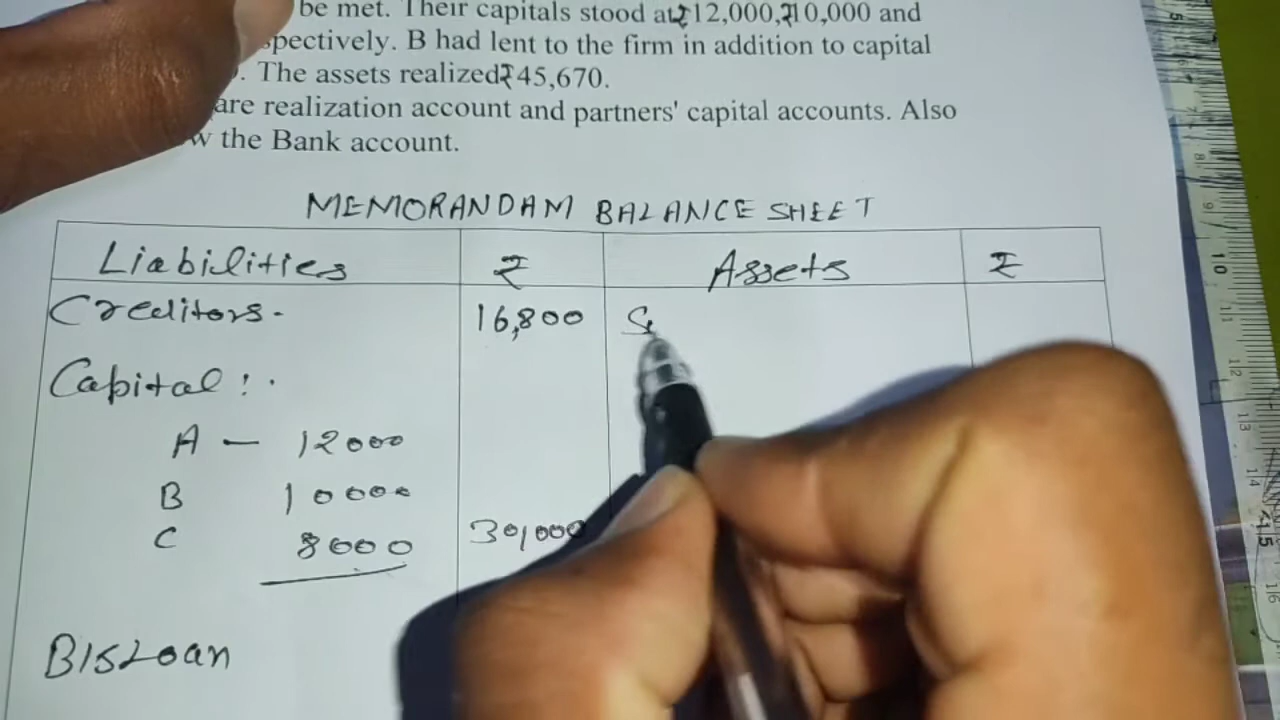 be met. Their capitals stood at ₹12,000, ₹10,000 and
spectively. B had lent to the firm in addition to capital
. The assets realized ₹45,670.
are realization account and partners' capital accounts. Also
w the Bank account.
MEMORANDAM BALANCE SHEET
Liabilities ₹ Assets ₹
Creditors. 16,800
Capital :.
A – 12000
B 10000
C 8000 30,000
B's Loan